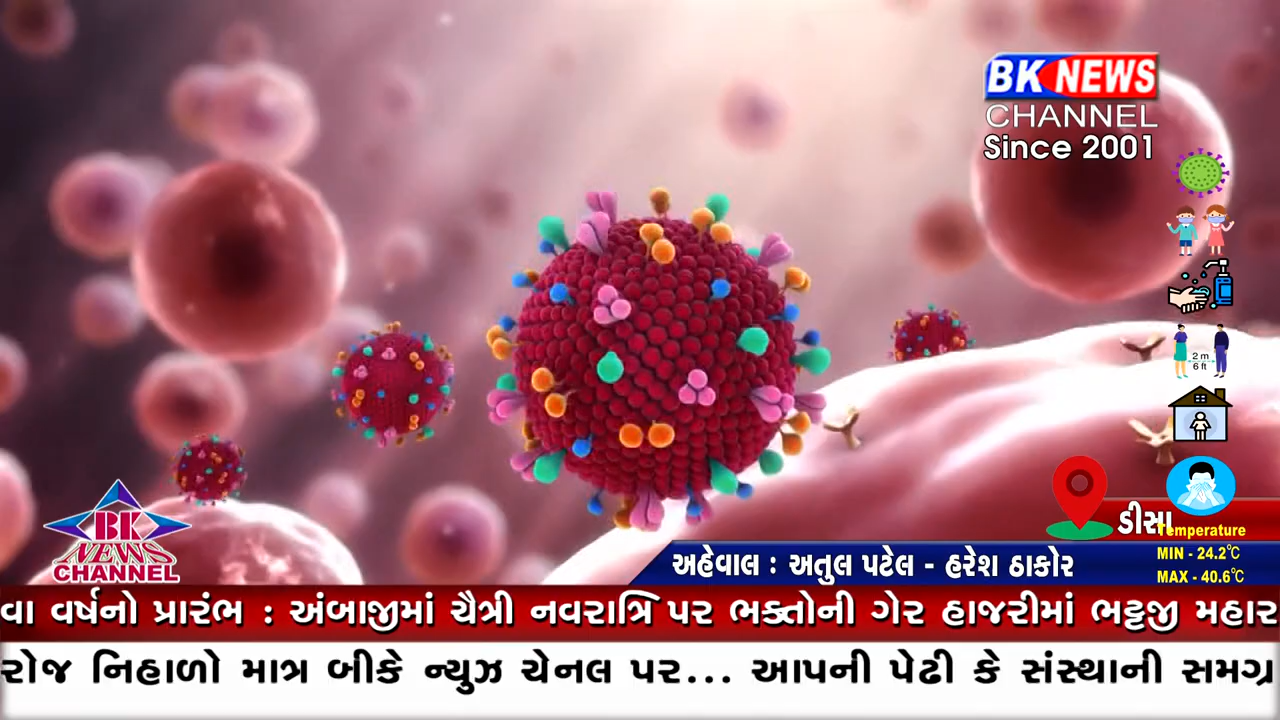 BK NEWS
CHANNEL
Since 2001
2 m
6 ft
ડીસા
Temperature
MIN - 24.2℃
MAX - 40.6℃
BK
NEWS
CHANNEL
અહેવાલ : અતુલ પટેલ - હરેશ ઠાકોર
વા વર્ષનો પ્રારંભ : અંબાજીમાં ચૈત્રી નવરાત્રિ પર ભક્તોની ગેર હાજરીમાં ભટ્ટજી મહાર
રોજ નિહાળો માત્ર બીકે ન્યુઝ ચેનલ પર... આપની પેઢી કે સંસ્થાની સમગ્ર